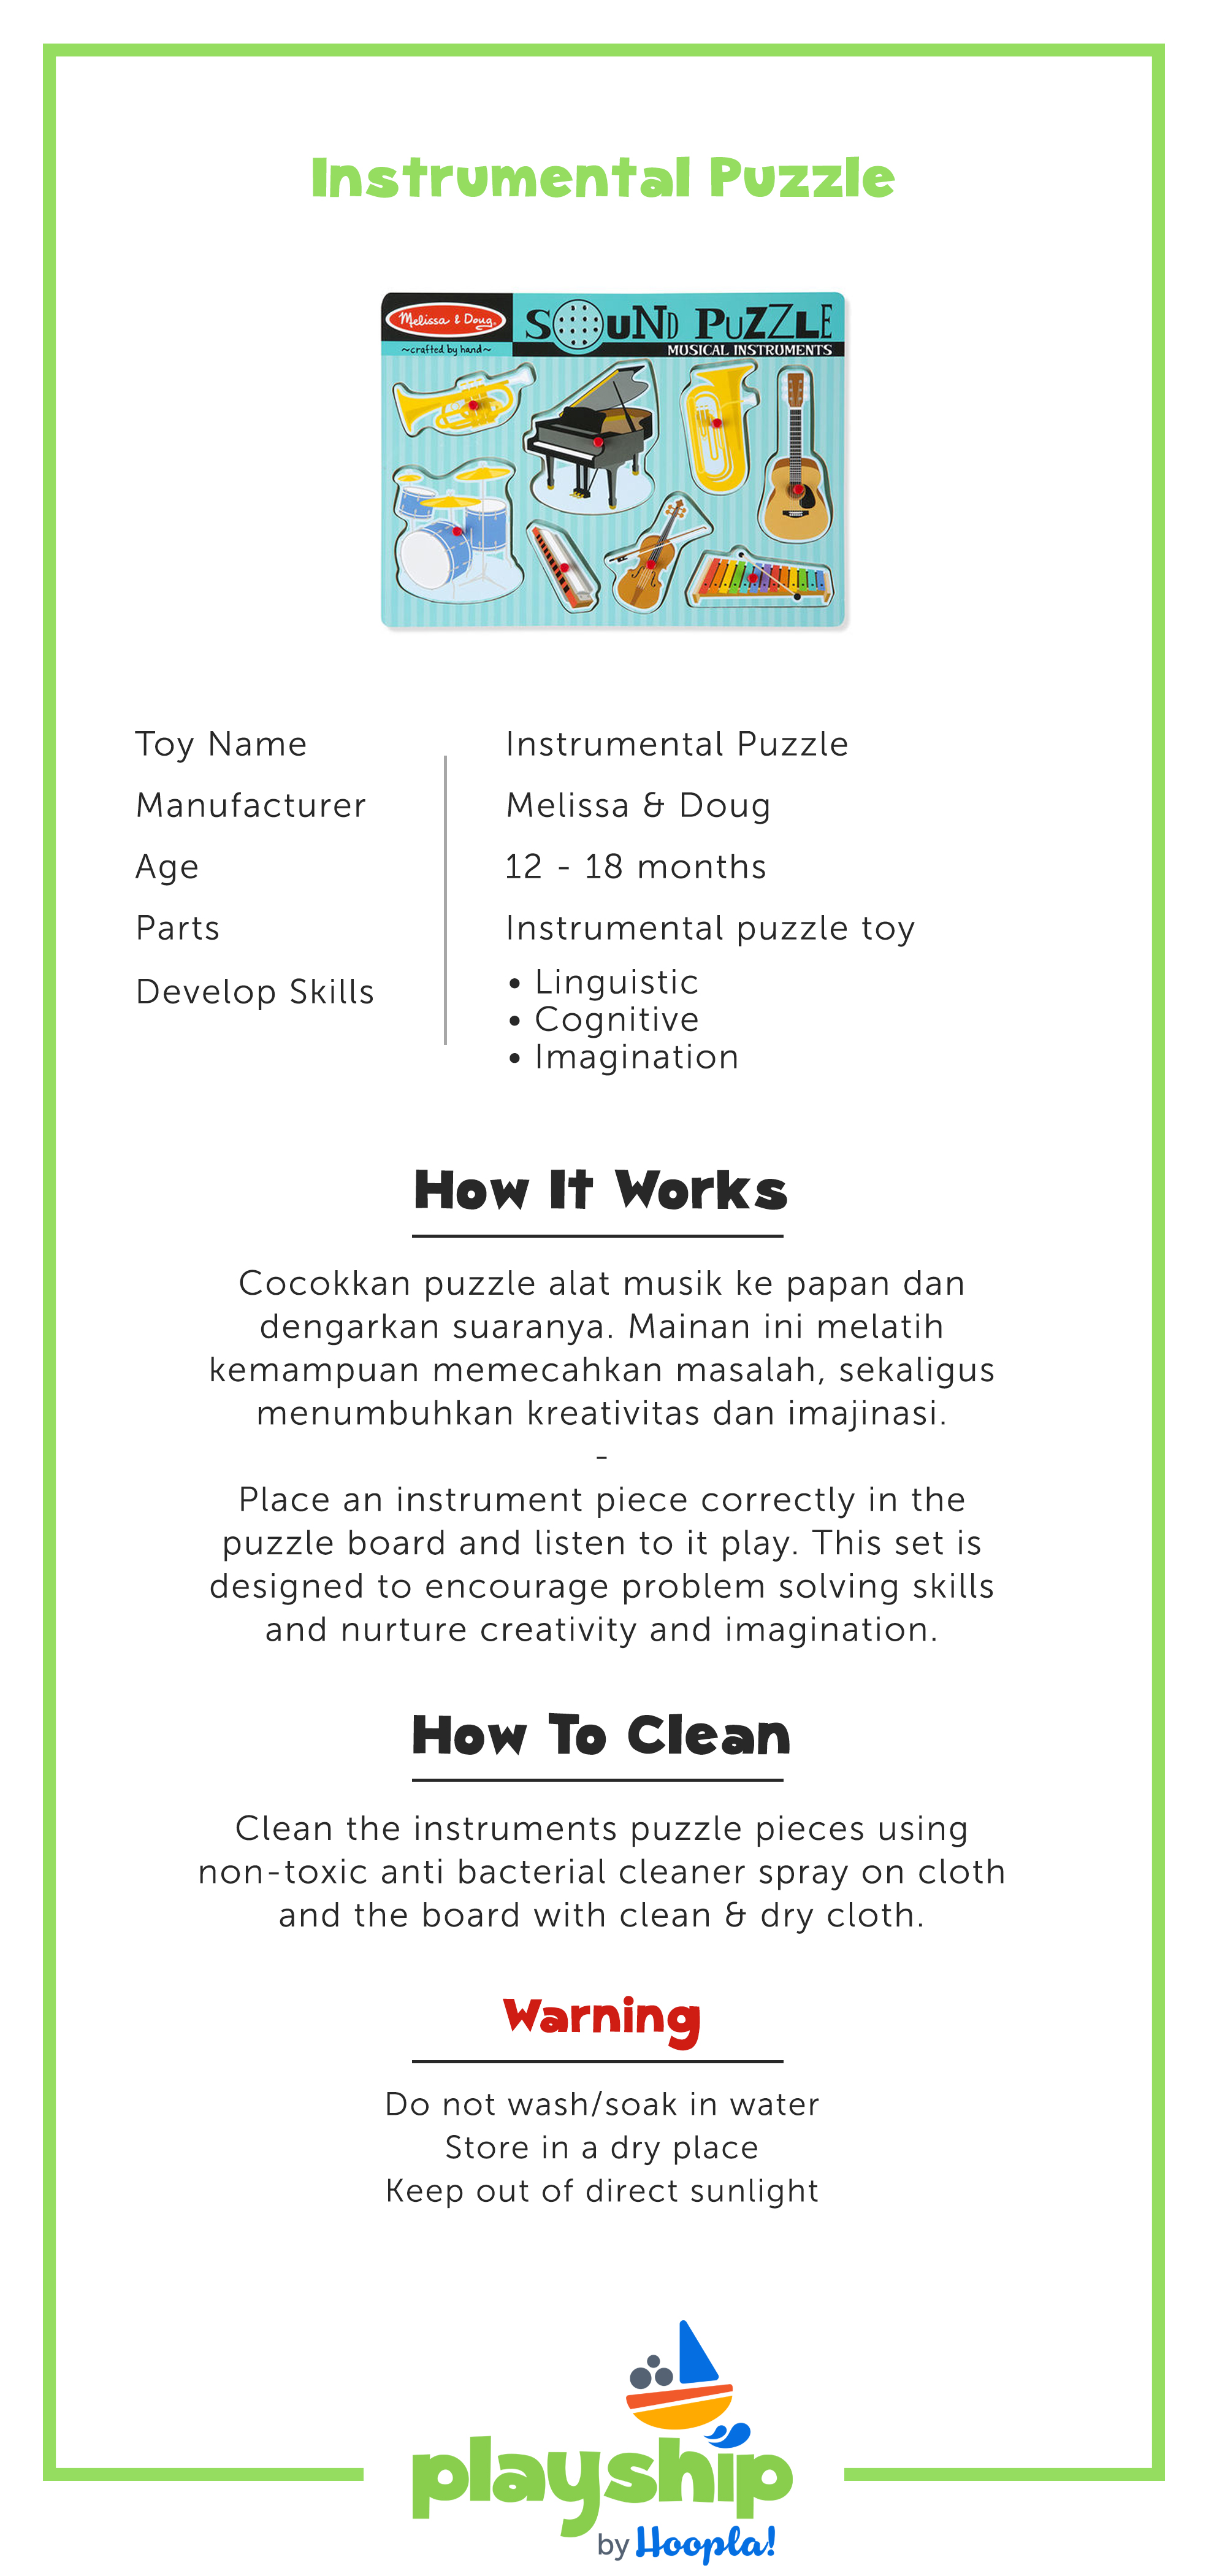 Instrumental Puzzle
Melissa & Doug.
~crafted by hand~
SOUND PUZZLE
MUSICAL INSTRUMENTS
Toy Name
Instrumental Puzzle
Manufacturer
Melissa & Doug
Age
12 - 18 months
Parts
Instrumental puzzle toy
Develop Skills
• Linguistic
• Cognitive
• Imagination
How It Works
Cocokkan puzzle alat musik ke papan dan
dengarkan suaranya. Mainan ini melatih
kemampuan memecahkan masalah, sekaligus
menumbuhkan kreativitas dan imajinasi.
-
Place an instrument piece correctly in the
puzzle board and listen to it play. This set is
designed to encourage problem solving skills
and nurture creativity and imagination.
How To Clean
Clean the instruments puzzle pieces using
non-toxic anti bacterial cleaner spray on cloth
and the board with clean & dry cloth.
Warning
Do not wash/soak in water
Store in a dry place
Keep out of direct sunlight
playship
by Hoopla!